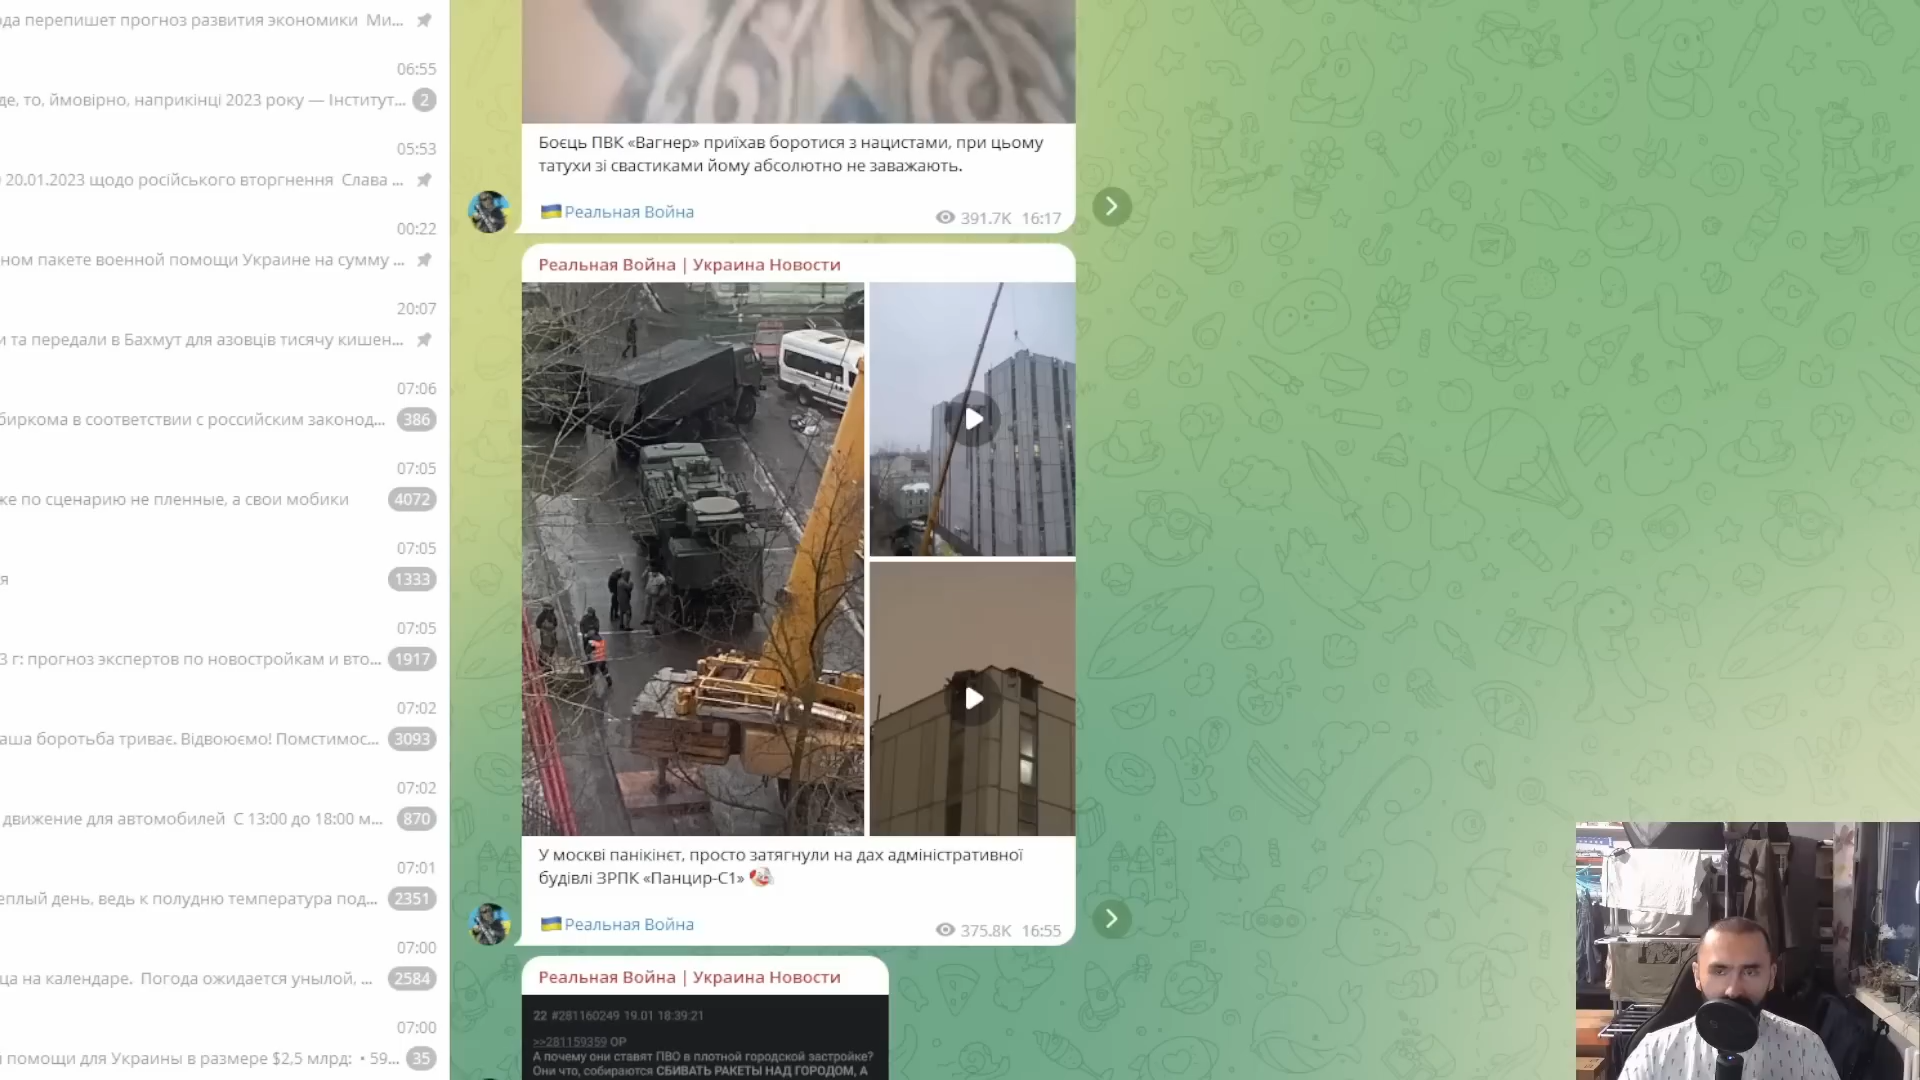 ода перепишет прогноз развития экономики Ми...
06:55
де, то, ймовірно, наприкінці 2023 року — Інститут... 2
05:53
20.01.2023 щодо російського вторгнення Слава ...
00:22
ном пакете военной помощи Украине на сумму ...
20:07
и та передали в Бахмут для азовців тисячу кишен...
07:06
биркома в соответствии с российским законод... 386
07:05
же по сценарию не пленные, а свои мобики 4072
07:05
я 1333
07:05
3 г: прогноз экспертов по новостройкам и вто... 1917
07:02
аша боротьба триває. Відвоюємо! Помстимос... 3093
07:02
движение для автомобилей С 13:00 до 18:00 м... 870
07:01
еплый день, ведь к полудню температура под... 2351
07:00
ца на календаре. Погода ожидается унылой, ... 2584
07:00
и помощи для Украины в размере $2,5 млрд: • 59... 35
Боєць ПВК «Вагнер» приїхав боротися з нацистами, при цьому
татухи зі свастиками йому абсолютно не заважають.
Реальная Война
391.7K 16:17
Реальная Война | Украина Новости
У москві панікінєт, просто затягнули на дах адміністративної
будівлі ЗРПК «Панцир-С1»
Реальная Война
375.8K 16:55
Реальная Война | Украина Новости
22 #281160249 19.01 18:39:21
>>281159359 OP
А почему они ставят ПВО в плотной городской застройке?
Они что, собираются СБИВАТЬ РАКЕТЫ НАД ГОРОДОМ, А